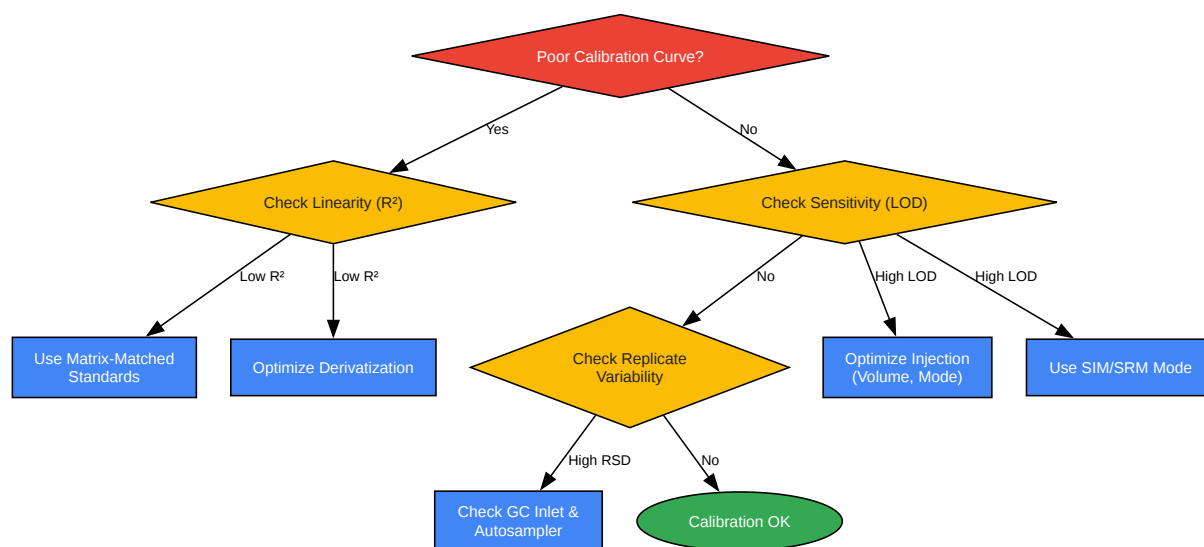 Poor Calibration Curve?
Yes
No
Check Linearity (R²)
Check Sensitivity (LOD)
Low R²
Low R²
No
High LOD
High LOD
Use Matrix-Matched
Standards
Optimize Derivatization
Check Replicate
Variability
Optimize Injection
(Volume, Mode)
Use SIM/SRM Mode
High RSD
No
Check GC Inlet &
Autosampler
Calibration OK